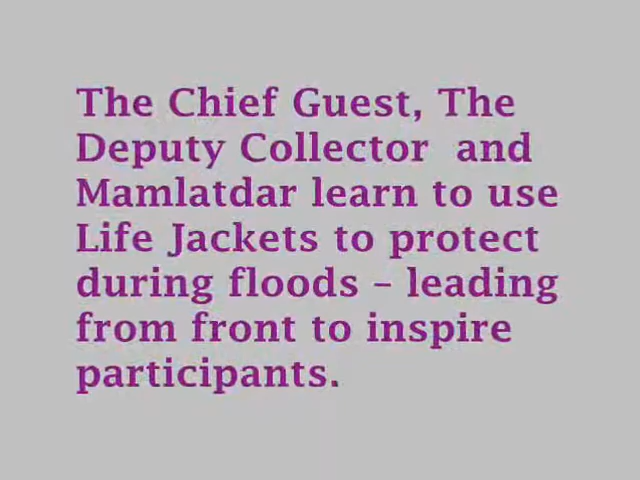 The Chief Guest, The
Deputy Collector  and
Mamlatdar learn to use
Life Jackets to protect
during floods – leading
from front to inspire
participants.